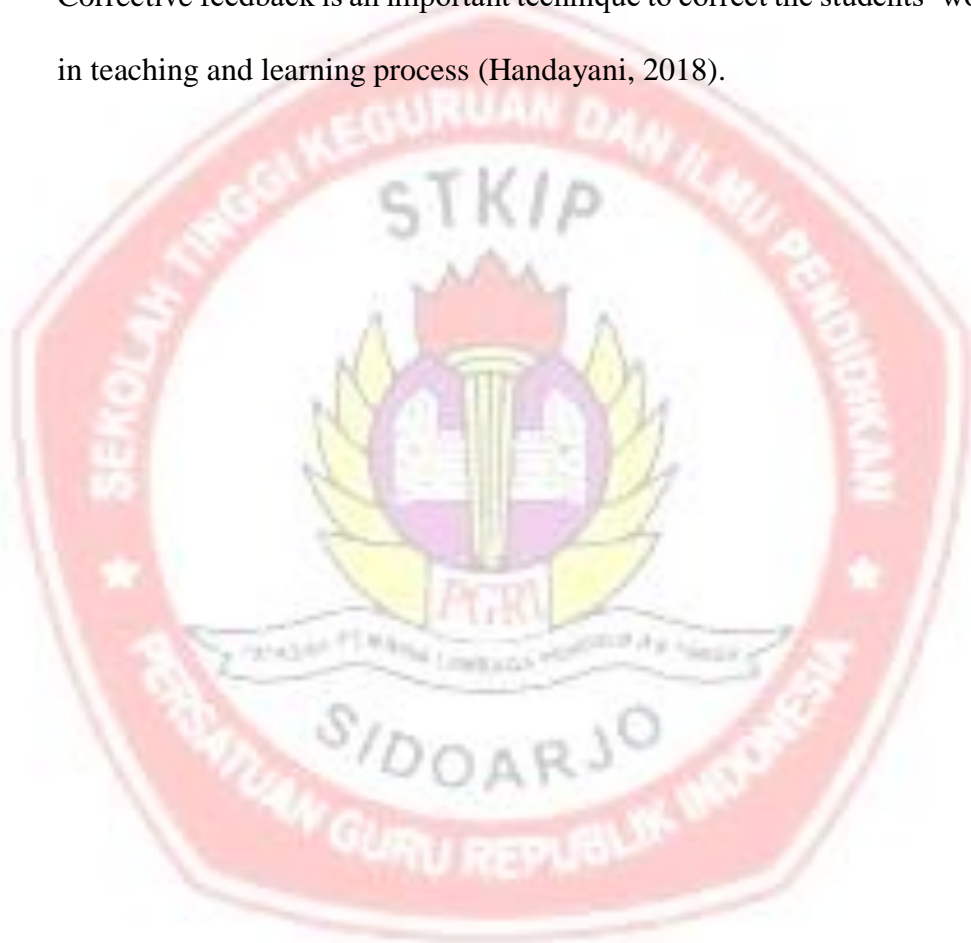 Corrective feedback is an important technique to correct the students' wo
in teaching and learning process (Handayani, 2018).
SEKOLAH TINGGI KEGURUAN DAN ILMU PENDIDIKAN
STKIP
PGRI
SIDOARJO
PERSATUAN GURU REPUBLIK INDONESIA